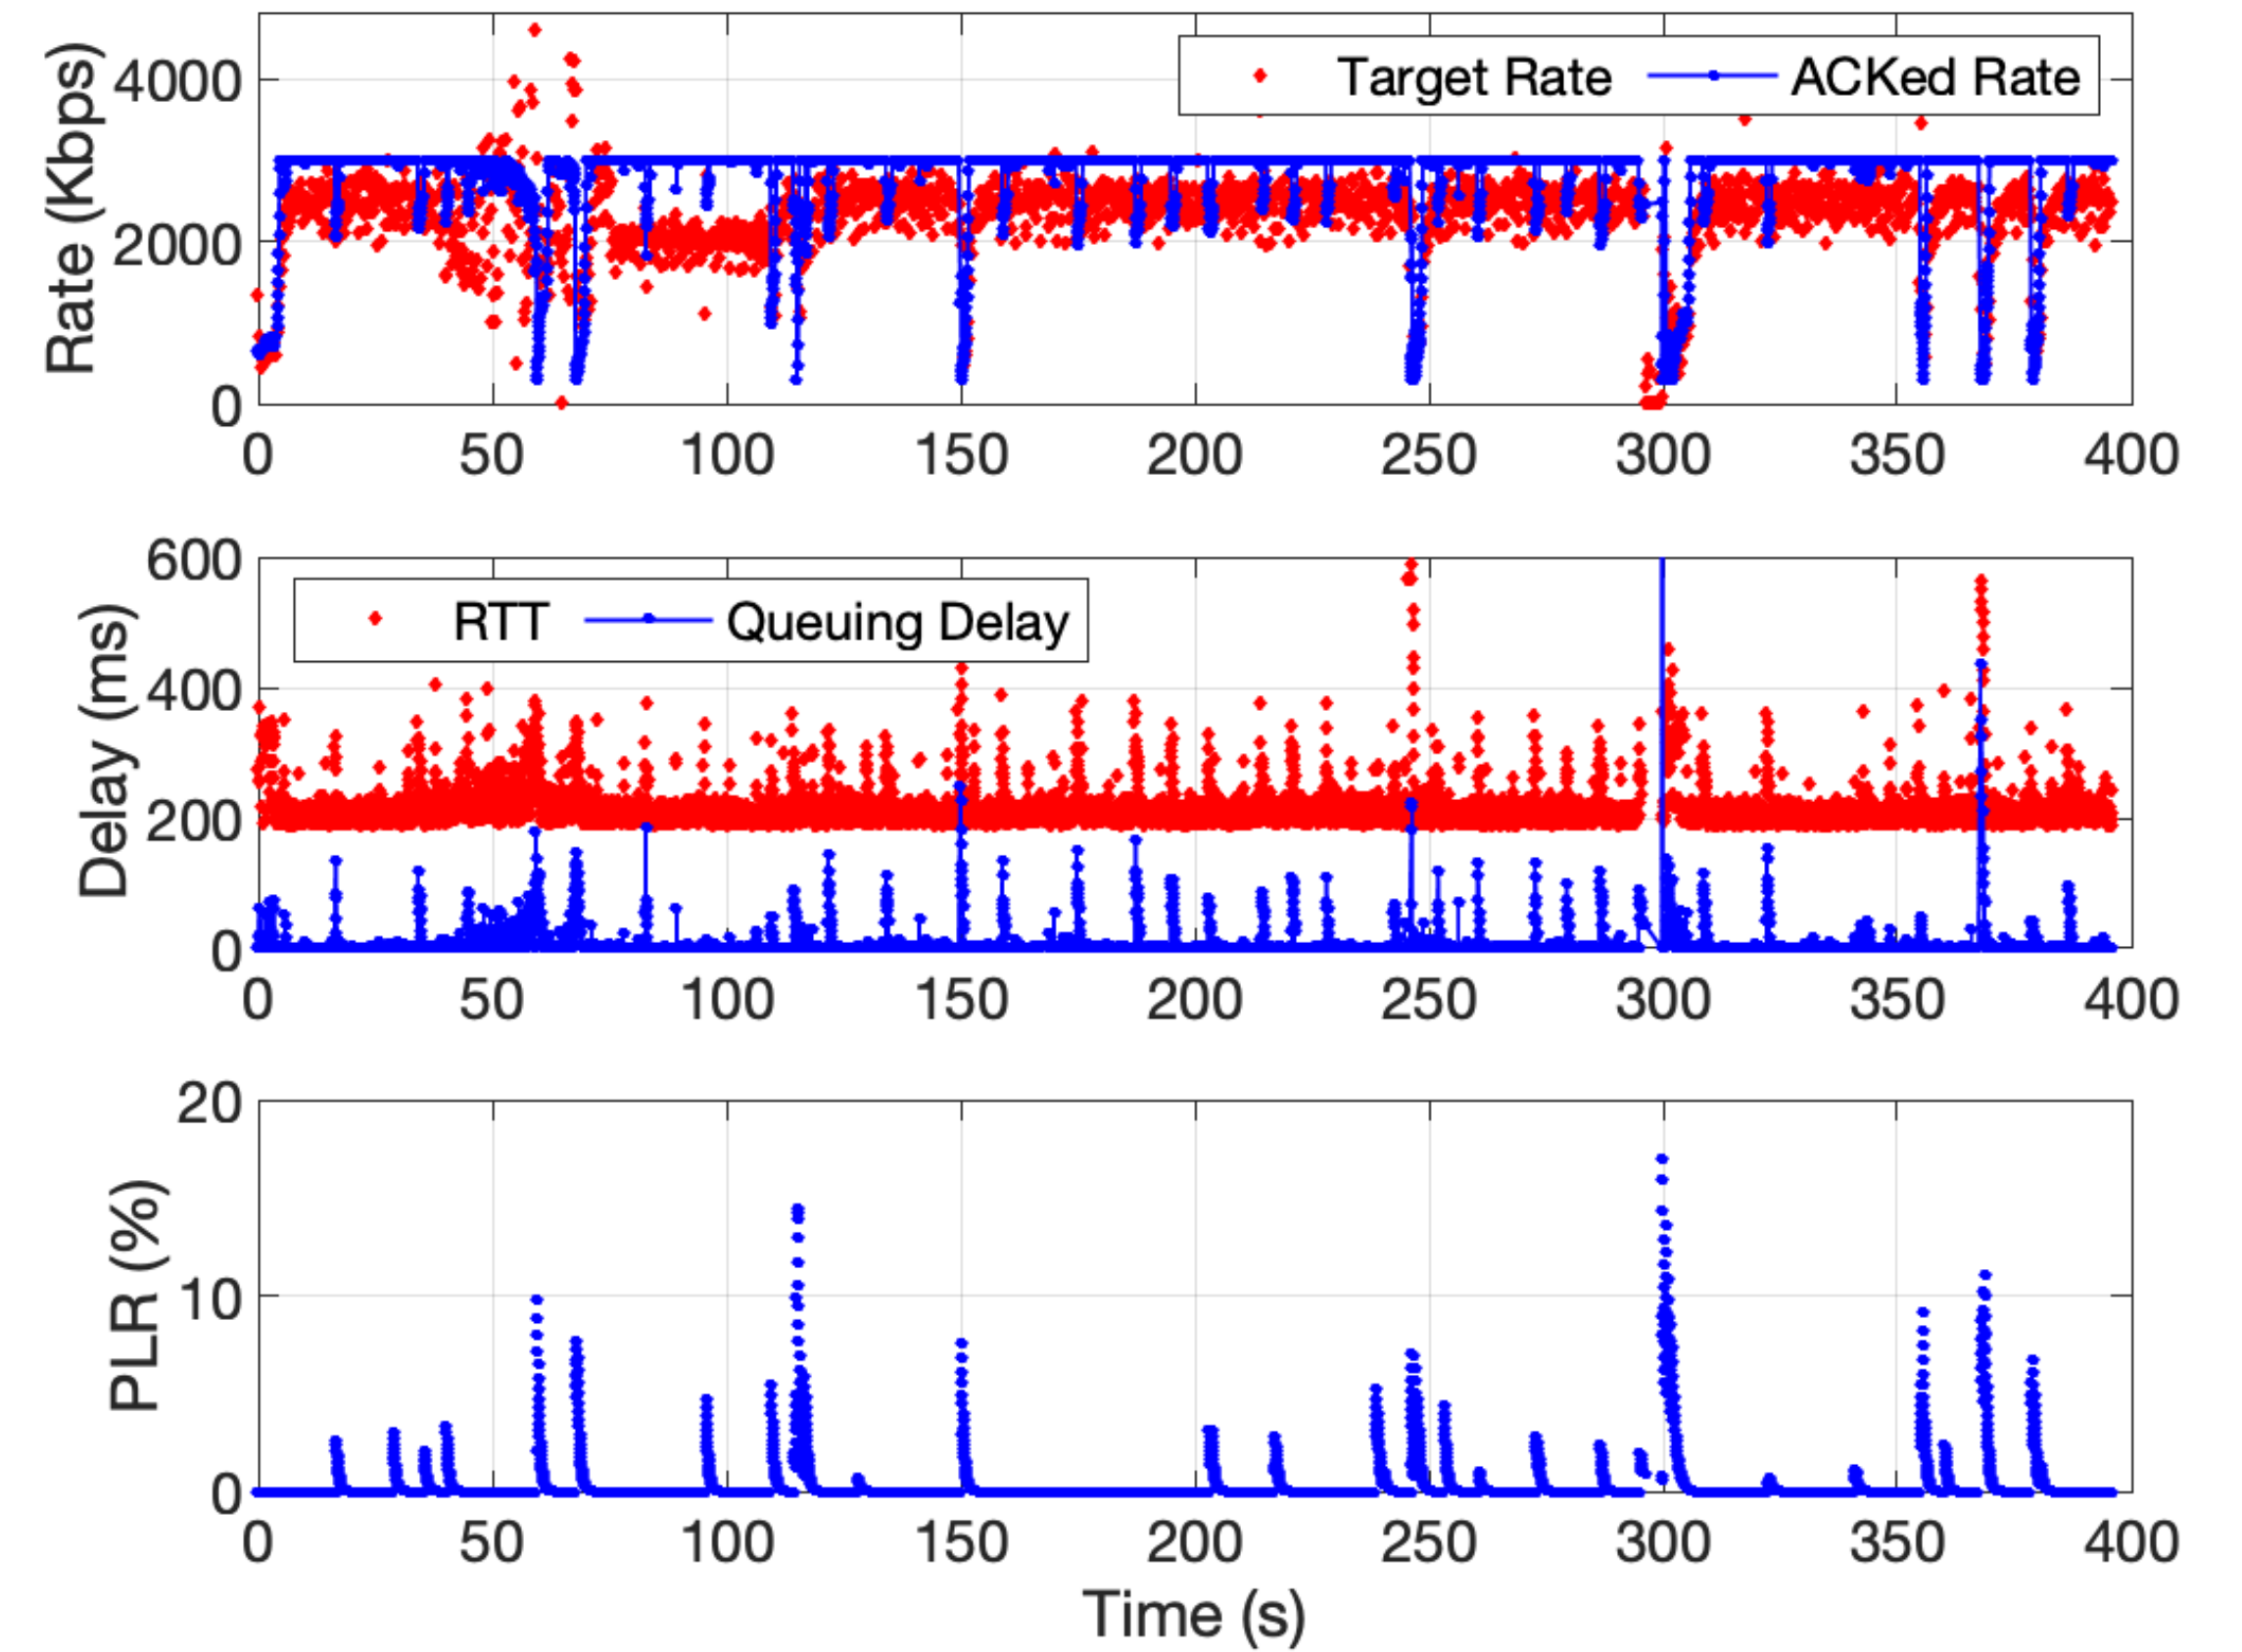 Rate (Kbps)
4000
2000
0
Target Rate ACKed Rate
0 50 100 150 200 250 300 350 400
Delay (ms)
600
400
200
0
RTT Queuing Delay
0 50 100 150 200 250 300 350 400
PLR (%)
20
10
0
0 50 100 150 200 250 300 350 400
Time (s)